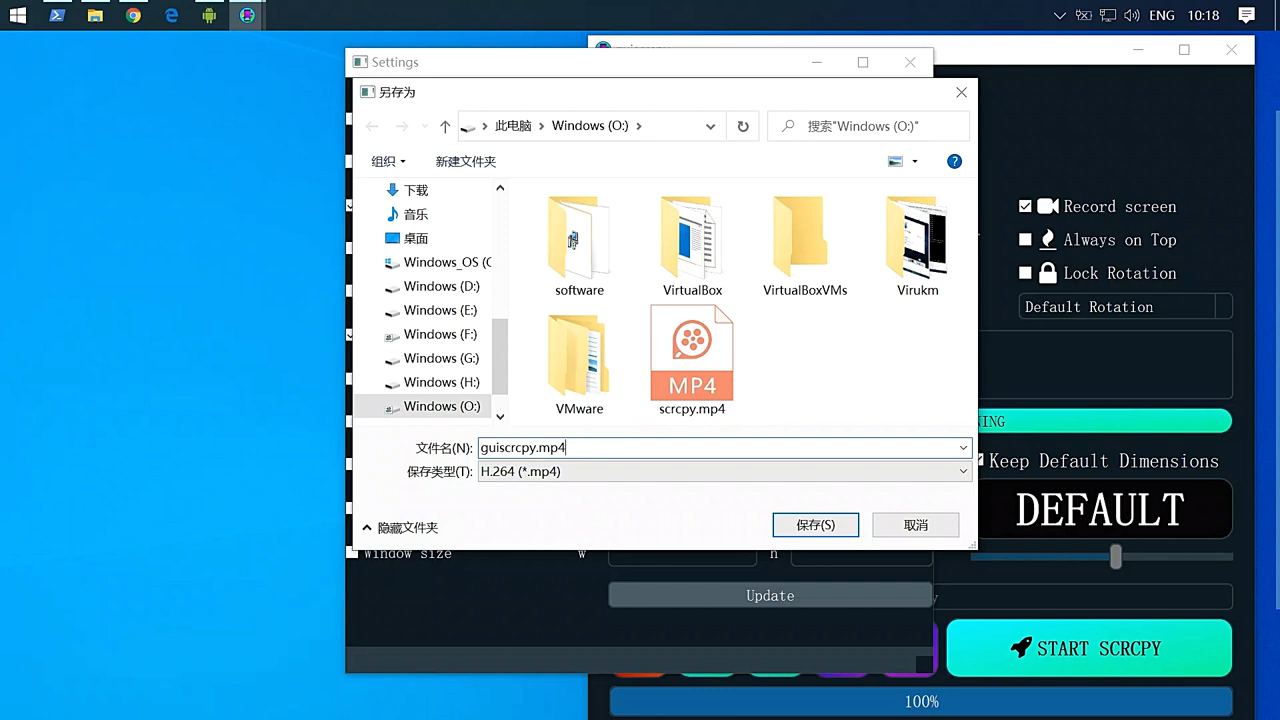 ENG 10:18
Settings
另存为
此电脑 Windows (O:)
搜索"Windows (O:)"
组织
新建文件夹
下载
音乐
桌面
Windows_OS (C
Windows (D:)
Windows (E:)
Windows (F:)
Windows (G:)
Windows (H:)
Windows (O:)
software
VirtualBox
VirtualBoxVMs
Virukm
VMware
MP4
scrcpy.mp4
文件名(N): guiscrcpy.mp4
保存类型(T): H.264 (*.mp4)
隐藏文件夹
保存(S)
取消
Window size w h
Update
Record screen
Always on Top
Lock Rotation
Default Rotation
NING
Keep Default Dimensions
DEFAULT
START SCRCPY
100%